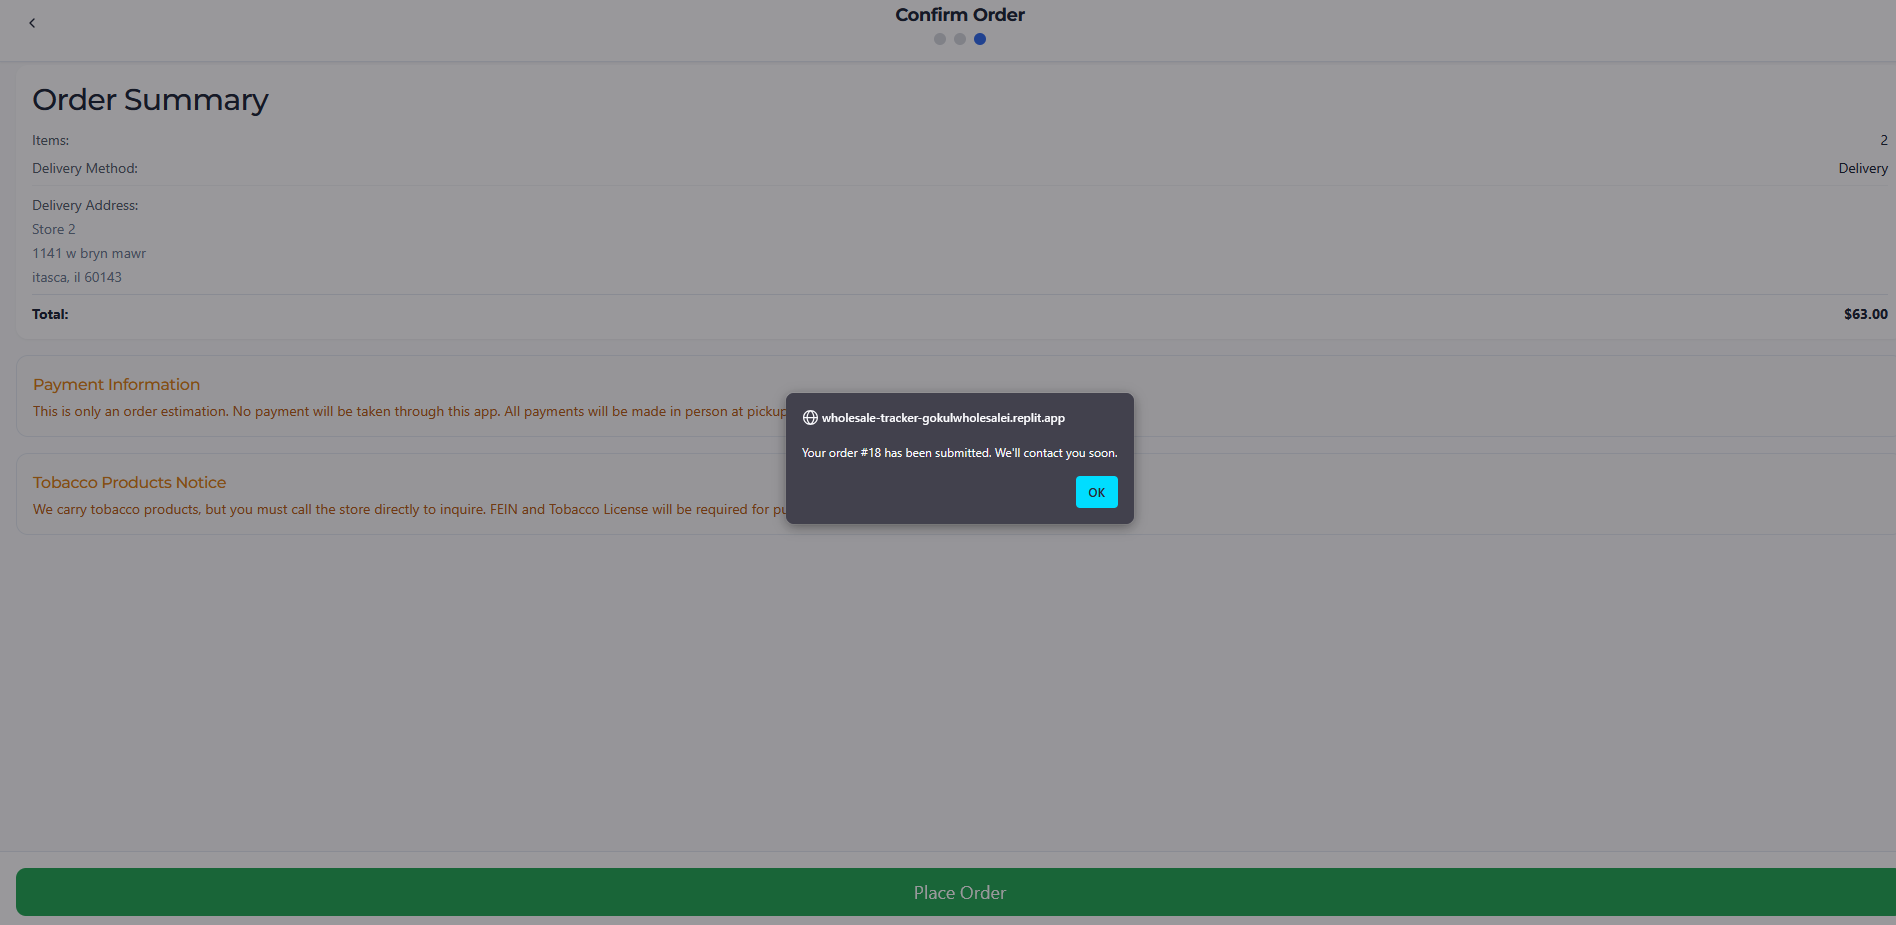 Confirm Order
Order Summary
Items: 2
Delivery Method: Delivery
Delivery Address:
Store 2
1141 w bryn mawr
itasca, il 60143
Total: $63.00
Payment Information
This is only an order estimation. No payment will be taken through this app. All payments will be made in person at pickup
Tobacco Products Notice
We carry tobacco products, but you must call the store directly to inquire. FEIN and Tobacco License will be required for
wholesale-tracker-gokulwholesalei.replit.app
Your order #18 has been submitted. We'll contact you soon.
OK
Place Order